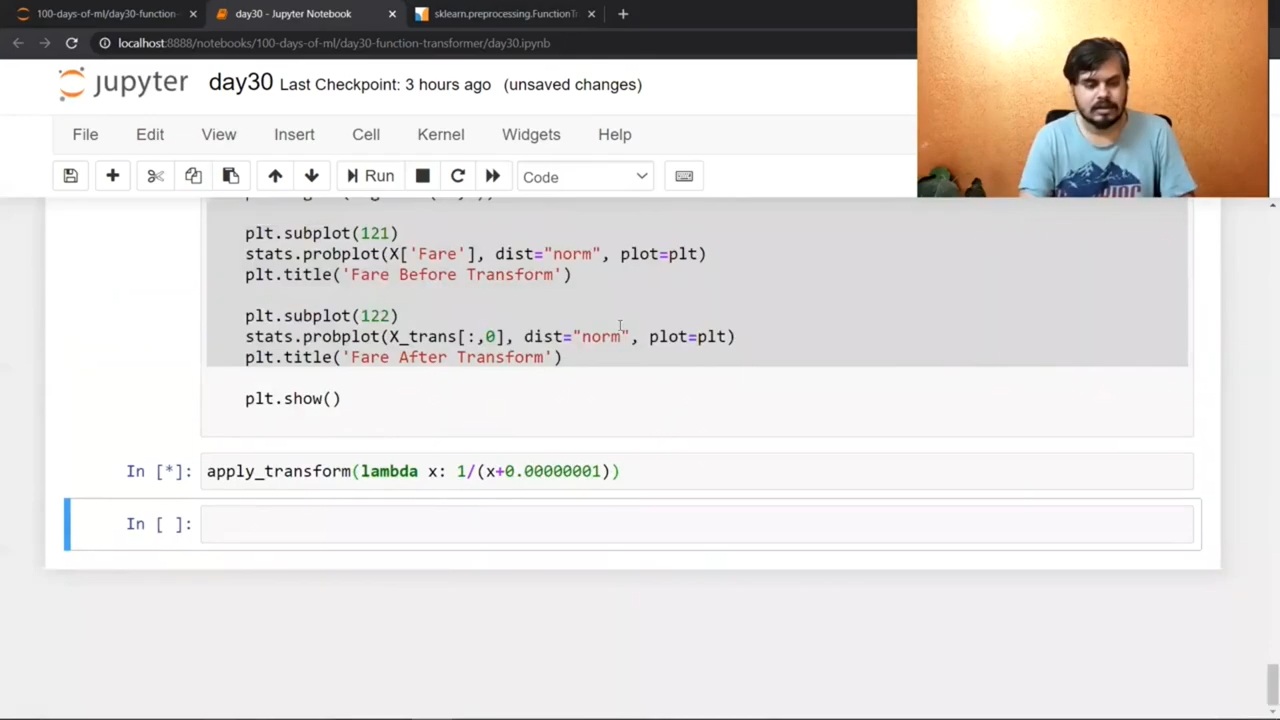 100-days-of-ml/day30-function-
day30 - Jupyter Notebook
sklearn.preprocessing.FunctionTr
localhost:8888/notebooks/100-days-of-ml/day30-function-transformer/day30.ipynb
jupyter day30 Last Checkpoint: 3 hours ago (unsaved changes)
File Edit View Insert Cell Kernel Widgets Help
Run Code
plt.subplot(121)
stats.probplot(X['Fare'], dist="norm", plot=plt)
plt.title('Fare Before Transform')
plt.subplot(122)
stats.probplot(X_trans[:,0], dist="norm", plot=plt)
plt.title('Fare After Transform')
plt.show()
In [*]: apply_transform(lambda x: 1/(x+0.00000001))
In [ ]: